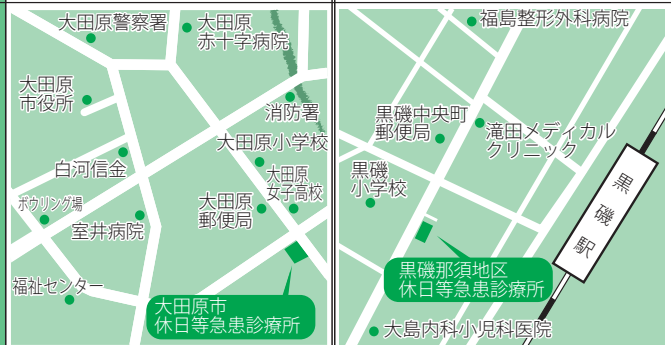 大田原警察署
大田原
赤十字病院
大田原
市役所
消防署
大田原小学校
白河信金
大田原
女子高校
ボウリング場
大田原
郵便局
室井病院
福祉センター
大田原市
休日等急患診療所
福島整形外科病院
黒磯中央町
郵便局
滝田メディカル
クリニック
黒磯
小学校
黒磯駅
黒磯那須地区
休日等急患診療所
大島内科小児科医院